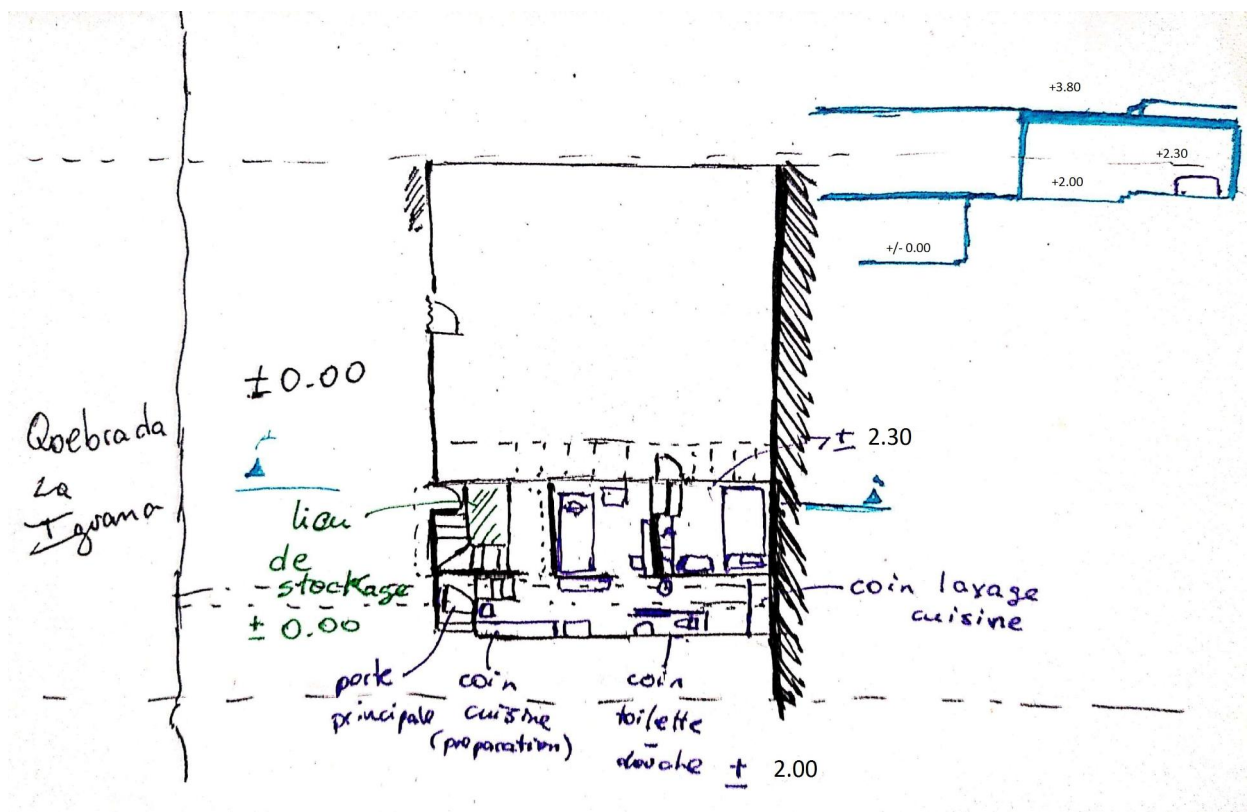 +3.80
+2.30
+2.00
+/- 0.00
± 0.00
Quebrada
La
Iguana
± 2.30
lieu
de
stockage
± 0.00
coin lavage
cuisine
porte
principale
coin
cuisine
(preparation)
coin
toilette
douche ± 2.00